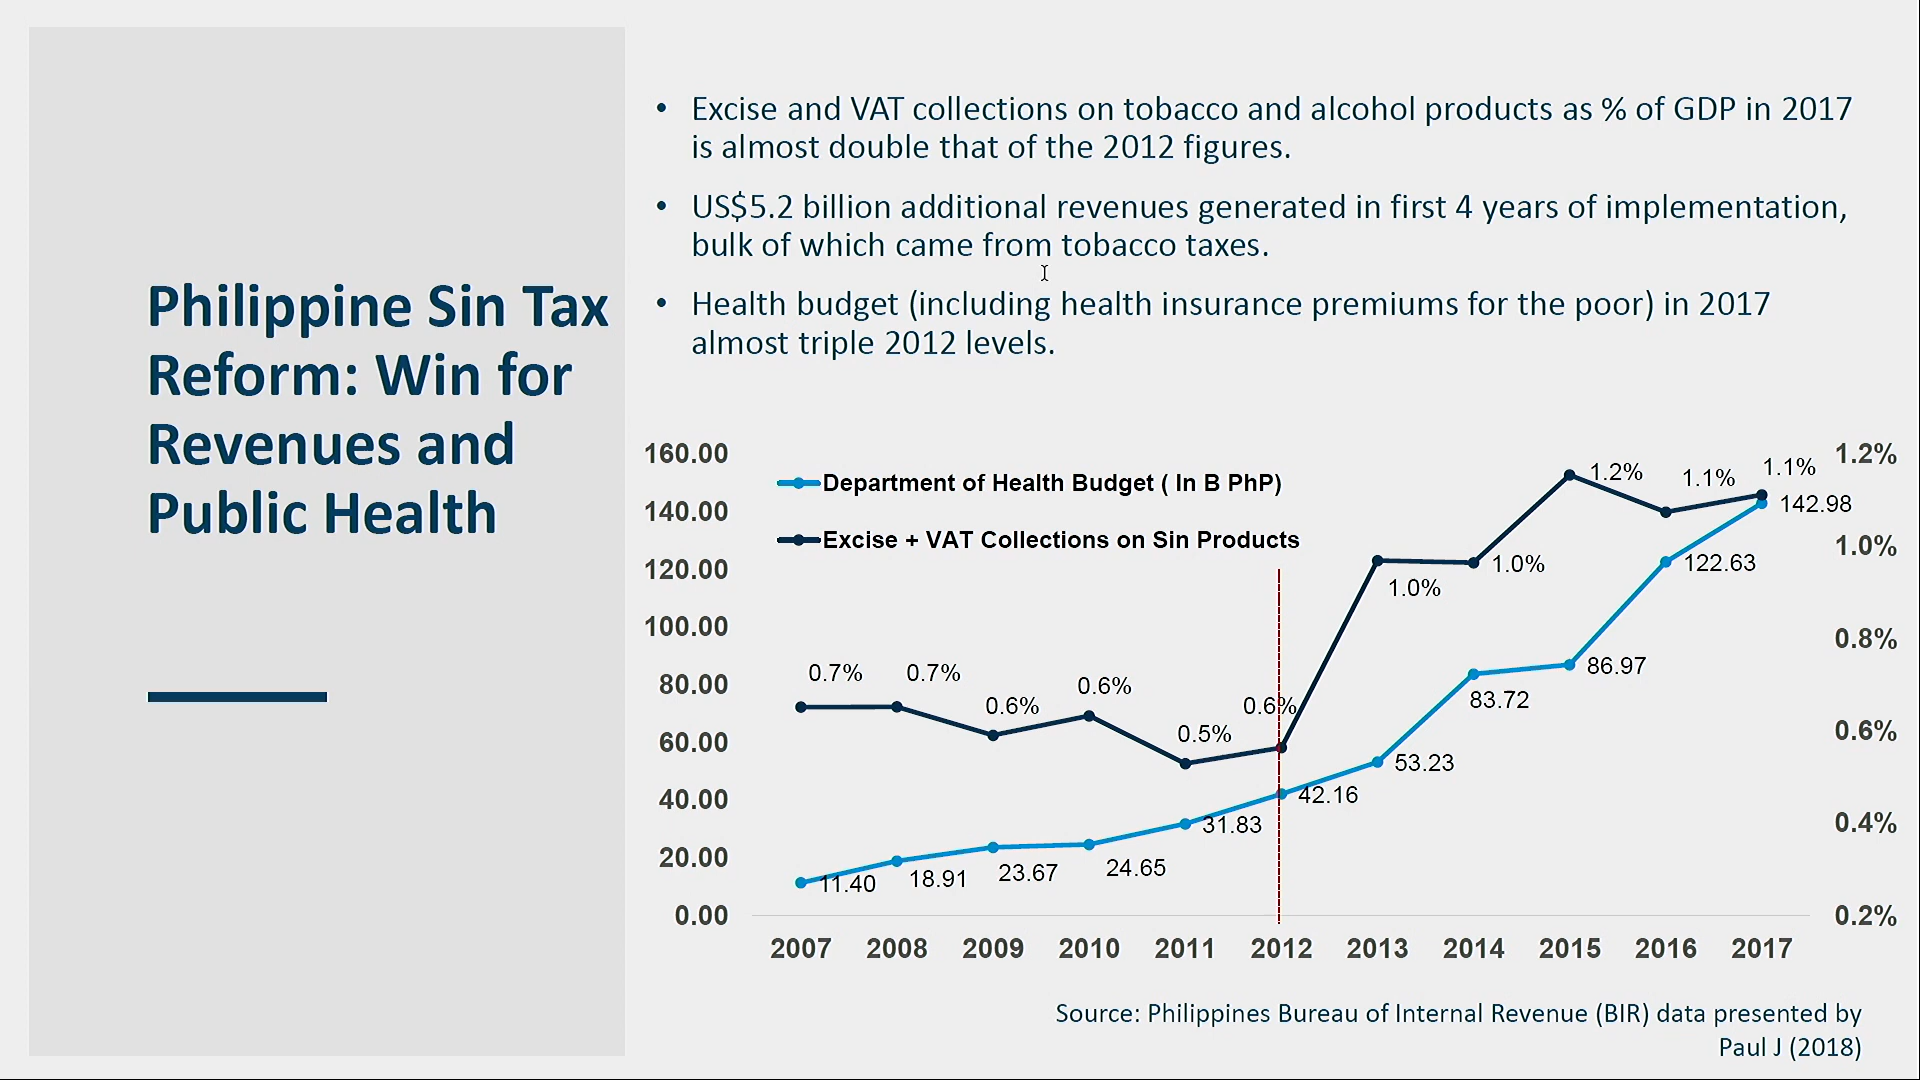 Philippine Sin Tax
Reform: Win for
Revenues and
Public Health
• Excise and VAT collections on tobacco and alcohol products as % of GDP in 2017
is almost double that of the 2012 figures.
• US$5.2 billion additional revenues generated in first 4 years of implementation,
bulk of which came from tobacco taxes.
• Health budget (including health insurance premiums for the poor) in 2017
almost triple 2012 levels.
160.00
140.00
120.00
100.00
80.00
60.00
40.00
20.00
0.00
Department of Health Budget ( In B PhP)
Excise + VAT Collections on Sin Products
0.7%
0.7%
0.6%
0.6%
0.5%
0.6%
1.0%
1.0%
1.2%
1.1%
1.1%
11.40
18.91
23.67
24.65
31.83
42.16
53.23
83.72
86.97
122.63
142.98
1.2%
1.0%
0.8%
0.6%
0.4%
0.2%
2007 2008 2009 2010 2011 2012 2013 2014 2015 2016 2017
Source: Philippines Bureau of Internal Revenue (BIR) data presented by
Paul J (2018)